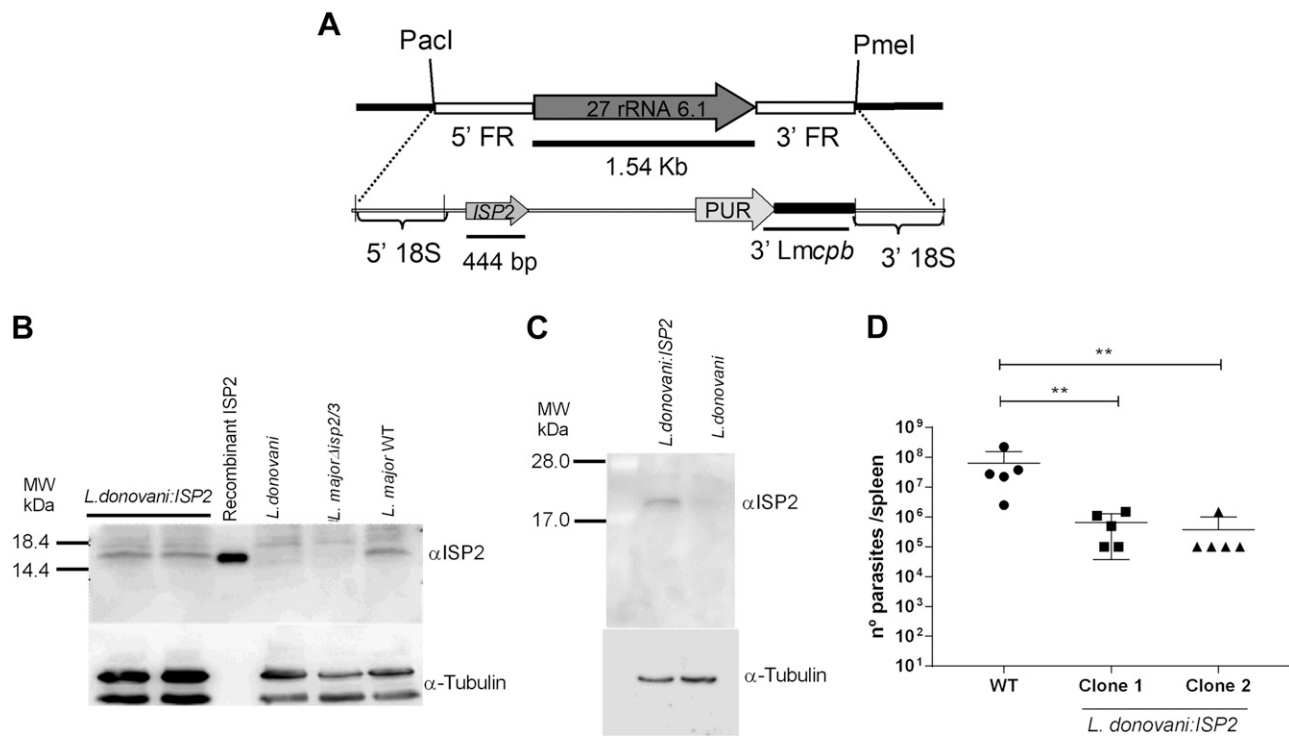 A
PacI
PmeI
27 rRNA 6.1
5' FR
3' FR
1.54 Kb
ISP2
PUR
5' 18S
444 bp
3' Lmcpb
3' 18S
B
MW
kDa
L.donovani:ISP2
Recombinant ISP2
L.donovani
L. major Δisp2/3
L. major WT
18.4
14.4
αISP2
α-Tubulin
C
MW
kDa
L.donovani:ISP2
L.donovani
28.0
17.0
αISP2
α-Tubulin
D
**
**
nº parasites /spleen
10⁹
10⁸
10⁷
10⁶
10⁵
10⁴
10³
10²
10¹
WT
Clone 1
Clone 2
L. donovani:ISP2